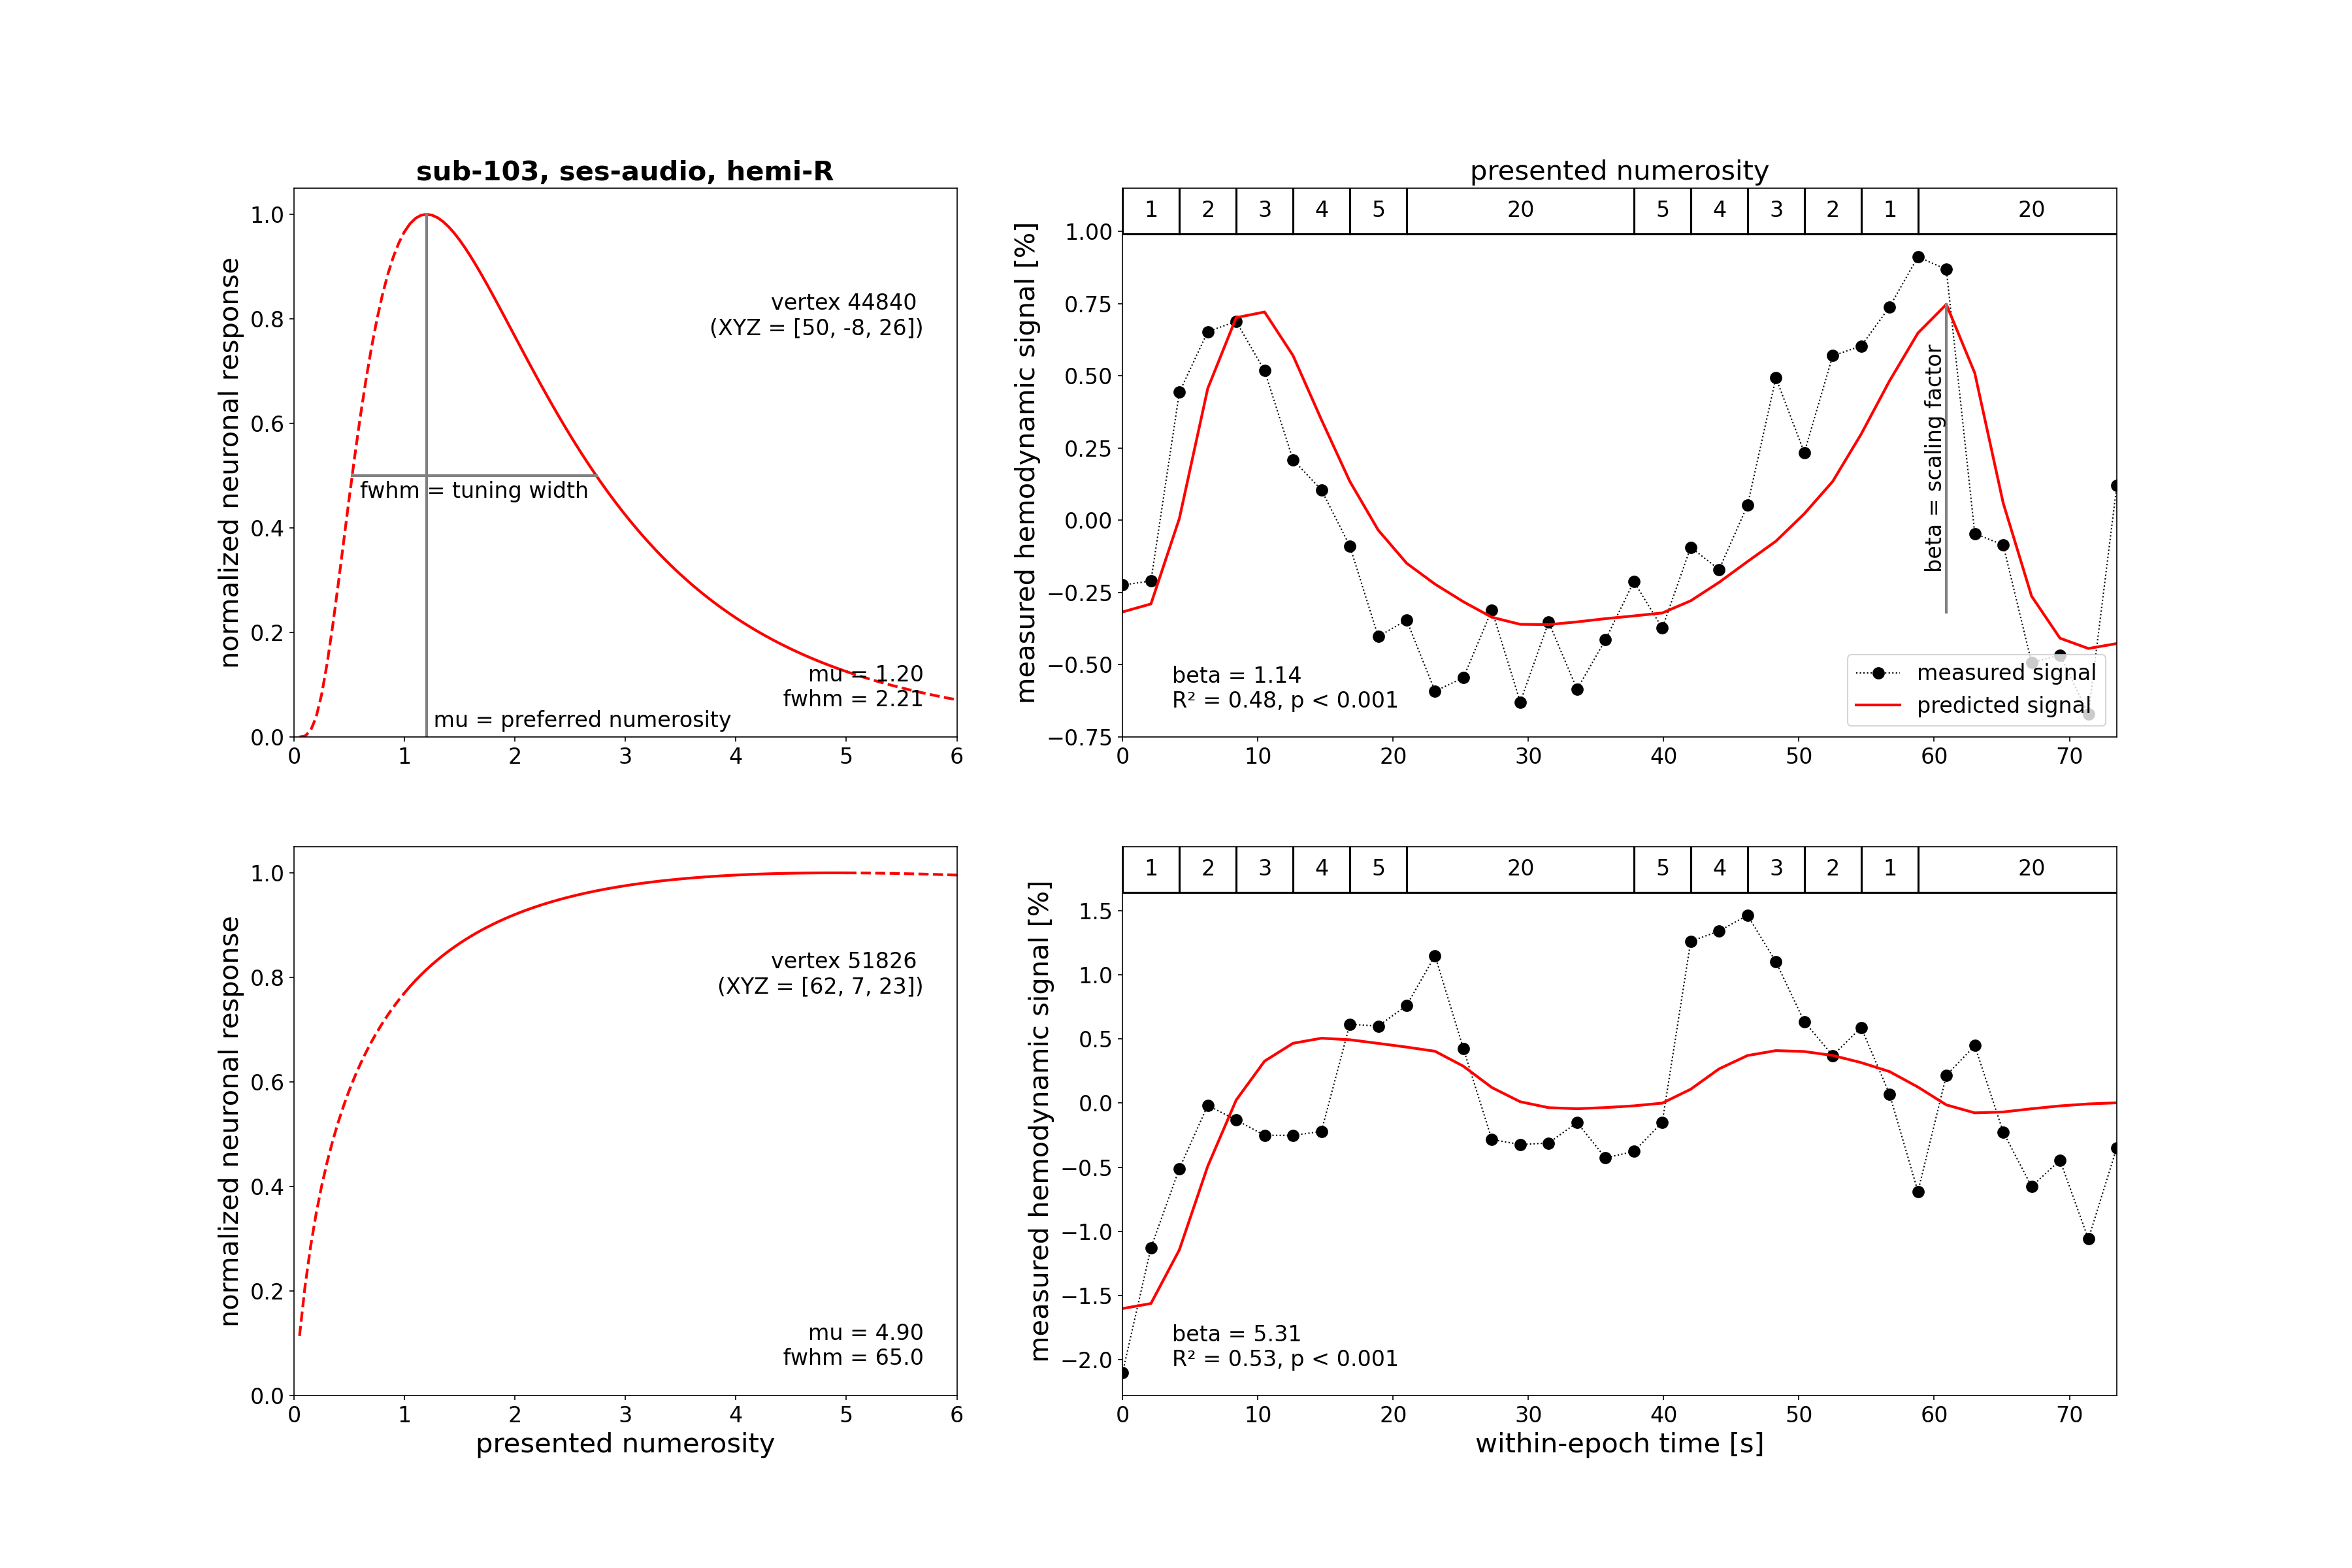 sub-103, ses-audio, hemi-R
normalized neuronal response
1.0
0.8
0.6
0.4
0.2
0.0
0 1 2 3 4 5 6
vertex 44840
(XYZ = [50, -8, 26])
fwhm = tuning width
mu = 1.20
fwhm = 2.21
mu = preferred numerosity
presented numerosity
1 2 3 4 5 20 5 4 3 2 1 20
measured hemodynamic signal [%]
1.00
0.75
0.50
0.25
0.00
−0.25
−0.50
−0.75
0 10 20 30 40 50 60 70
beta = scaling factor
beta = 1.14
R² = 0.48, p < 0.001
measured signal
predicted signal
normalized neuronal response
1.0
0.8
0.6
0.4
0.2
0.0
0 1 2 3 4 5 6
presented numerosity
vertex 51826
(XYZ = [62, 7, 23])
mu = 4.90
fwhm = 65.0
1 2 3 4 5 20 5 4 3 2 1 20
measured hemodynamic signal [%]
1.5
1.0
0.5
0.0
−0.5
−1.0
−1.5
−2.0
0 10 20 30 40 50 60 70
within-epoch time [s]
beta = 5.31
R² = 0.53, p < 0.001